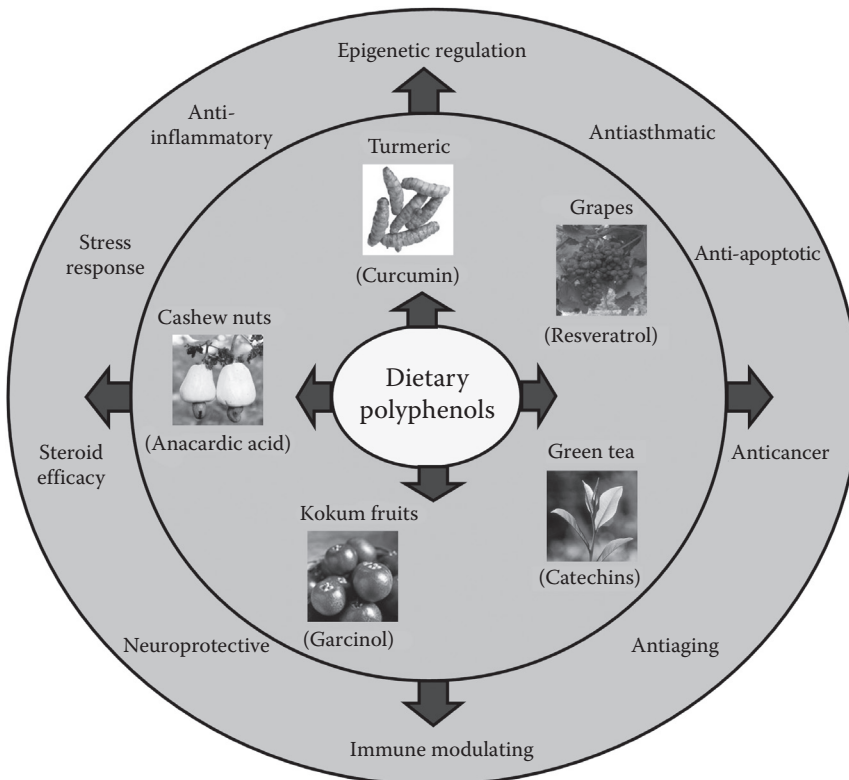 Epigenetic regulation
Anti-
inflammatory
Antiasthmatic
Turmeric
Grapes
Stress
response
Anti-apoptotic
(Curcumin)
Cashew nuts
(Resveratrol)
Dietary
polyphenols
(Anacardic acid)
Green tea
Steroid
efficacy
Anticancer
Kokum fruits
(Catechins)
(Garcinol)
Neuroprotective
Antiaging
Immune modulating